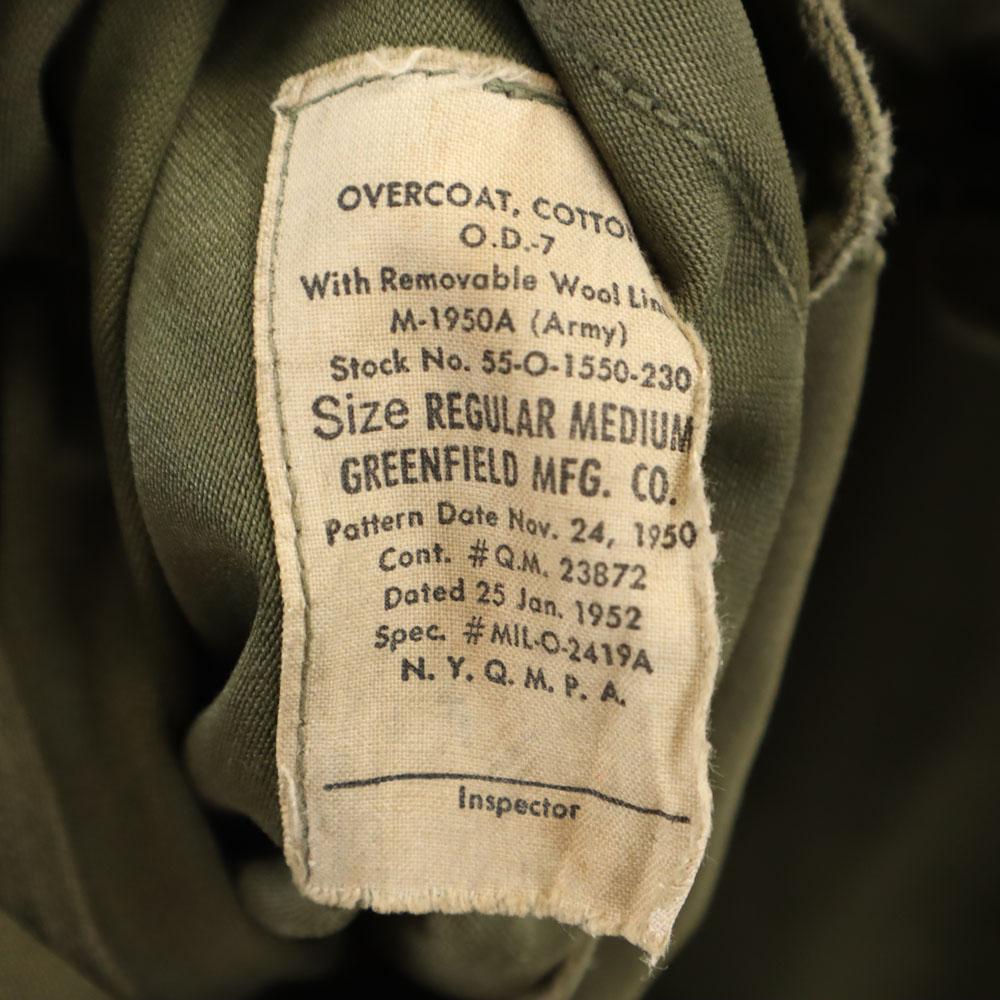 OVERCOAT, COTTO
O.D.-7
With Removable Wool Lin
M-1950A (Army)
Stock No. 55-O-1550-230
Size REGULAR MEDIUM
GREENFIELD MFG. CO.
Pattern Date Nov. 24, 1950
Cont. #Q.M. 23872
Dated 25 Jan. 1952
Spec. #MIL-O-2419A
N. Y. Q. M. P. A.
Inspector